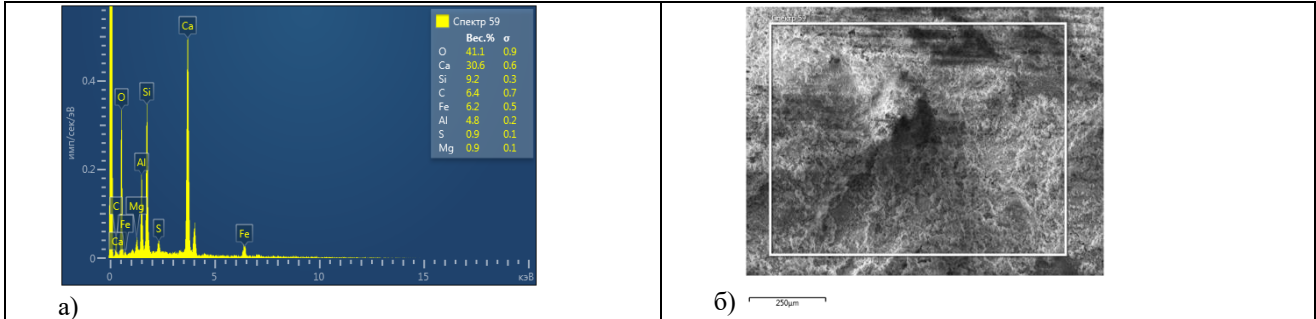 Спектр 59
Вес.% σ
O 41.1 0.9
Ca 30.6 0.6
Si 9.2 0.3
C 6.4 0.7
Fe 6.2 0.5
Al 4.8 0.2
S 0.9 0.1
Mg 0.9 0.1
имп/сек/эВ
0.4
0.2
0
Ca
O
Si
Al
C
Mg
Fe
Ca
S
Fe
0 5 10 15 кэВ
а)
Спектр 59
б)
250µm